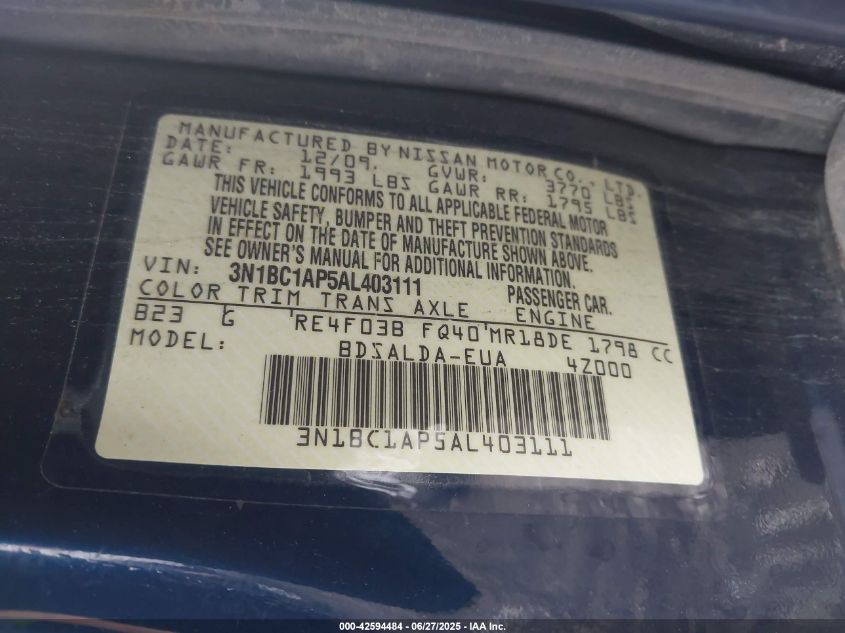 MANUFACTURED BY NISSAN MOTOR CO., LTD.
DATE: 12/09. GVWR: 3770 LBS
GAWR FR: 1993 LBS GAWR RR: 1795 LBS
THIS VEHICLE CONFORMS TO ALL APPLICABLE FEDERAL MOTOR
VEHICLE SAFETY, BUMPER AND THEFT PREVENTION STANDARDS
IN EFFECT ON THE DATE OF MANUFACTURE SHOWN ABOVE.
SEE OWNER'S MANUAL FOR ADDITIONAL INFORMATION.
VIN: 3N1BC1AP5AL403111 PASSENGER CAR.
COLOR TRIM TRANS AXLE ENGINE
B23 G RE4F03B FQ40 MR18DE 1798 CC
MODEL: BDSALDA-EUA 4Z000
3N1BC1AP5AL403111
000-42594484 - 06/27/2025 - IAA Inc.